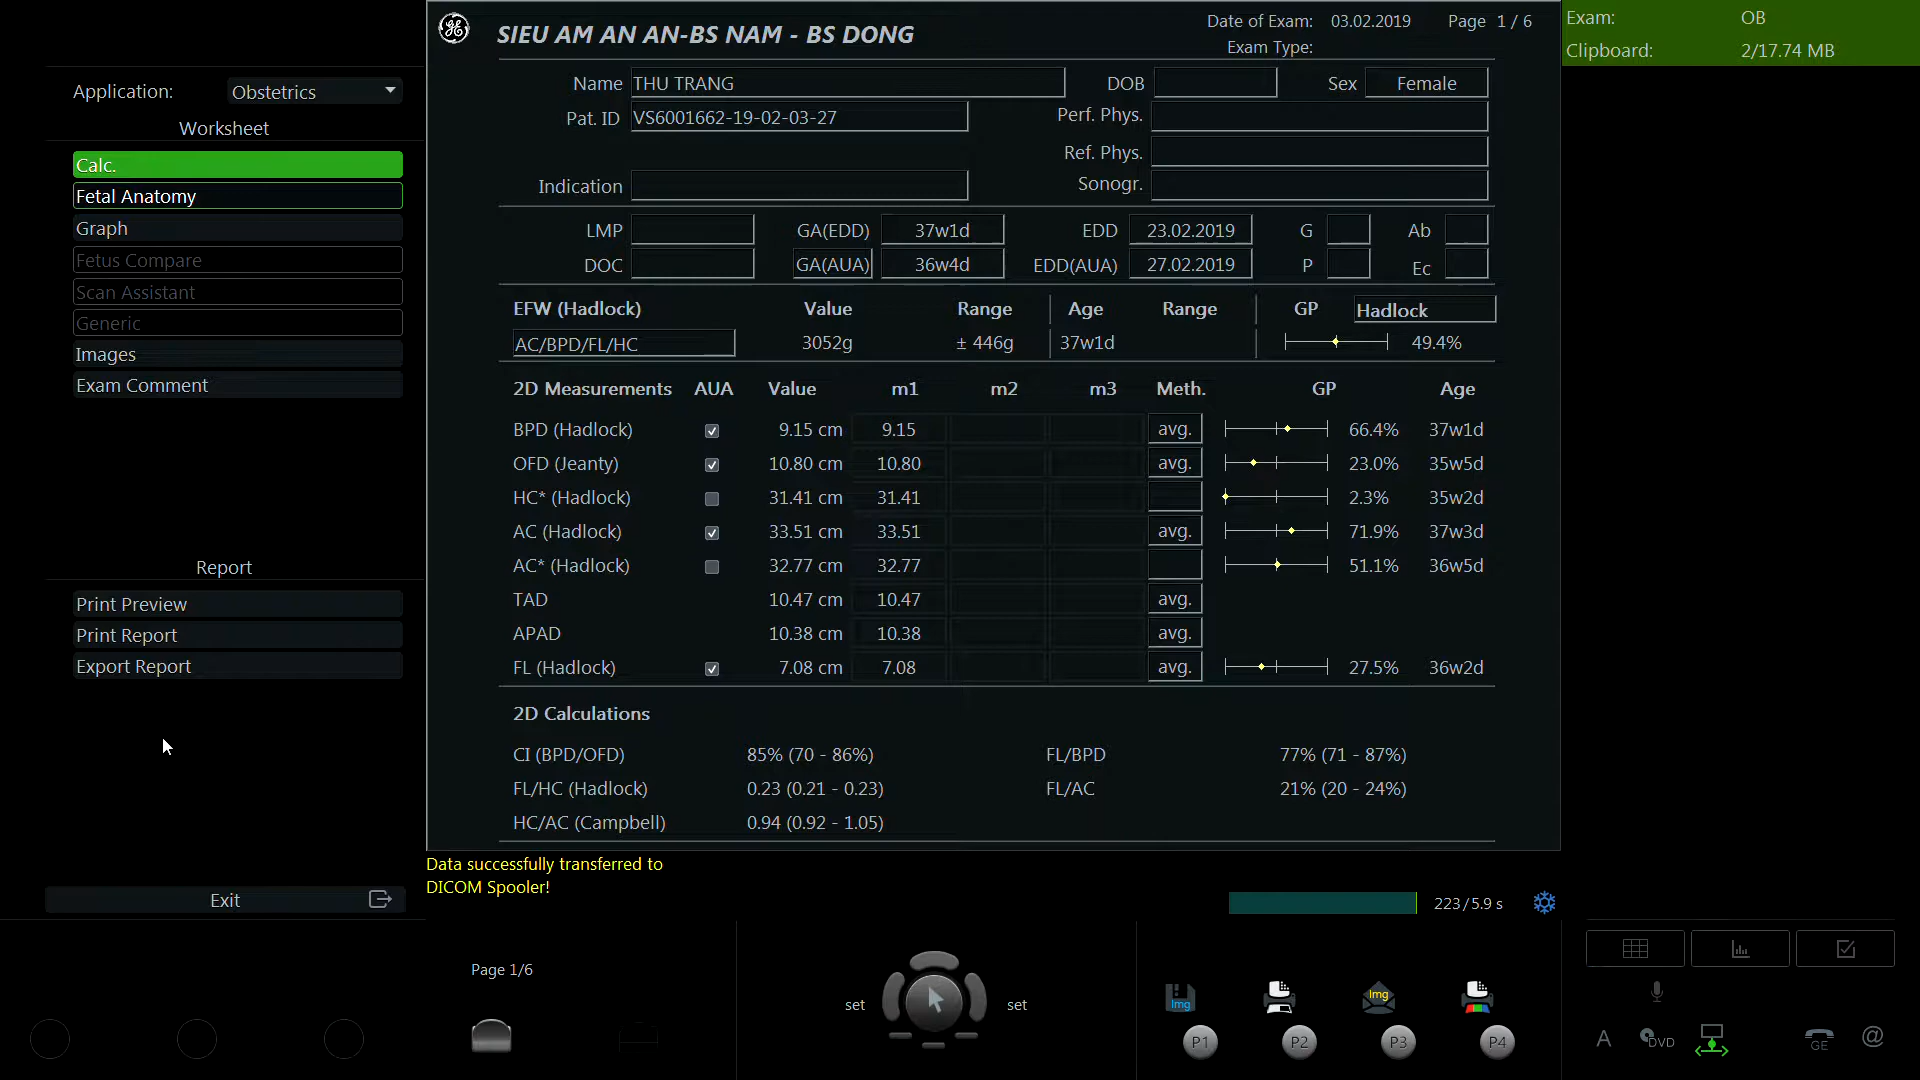 SIEU AM AN AN-BS NAM - BS DONG
Date of Exam: 03.02.2019 Page 1 / 6
Exam Type:
Exam: OB
Clipboard: 2/17.74 MB
Application: Obstetrics
Worksheet
Calc.
Fetal Anatomy
Graph
Fetus Compare
Scan Assistant
Generic
Images
Exam Comment
Report
Print Preview
Print Report
Export Report
Exit
Name THU TRANG DOB Sex Female
Pat. ID VS6001662-19-02-03-27 Perf. Phys.
Ref. Phys.
Indication Sonogr.
LMP GA(EDD) 37w1d EDD 23.02.2019 G Ab
DOC GA(AUA) 36w4d EDD(AUA) 27.02.2019 P Ec
EFW (Hadlock) Value Range Age Range GP Hadlock
AC/BPD/FL/HC 3052g ± 446g 37w1d 49.4%
2D Measurements AUA Value m1 m2 m3 Meth. GP Age
BPD (Hadlock) 9.15 cm 9.15 avg. 66.4% 37w1d
OFD (Jeanty) 10.80 cm 10.80 avg. 23.0% 35w5d
HC* (Hadlock) 31.41 cm 31.41 2.3% 35w2d
AC (Hadlock) 33.51 cm 33.51 avg. 71.9% 37w3d
AC* (Hadlock) 32.77 cm 32.77 51.1% 36w5d
TAD 10.47 cm 10.47 avg.
APAD 10.38 cm 10.38 avg.
FL (Hadlock) 7.08 cm 7.08 avg. 27.5% 36w2d
2D Calculations
CI (BPD/OFD) 85% (70 - 86%) FL/BPD 77% (71 - 87%)
FL/HC (Hadlock) 0.23 (0.21 - 0.23) FL/AC 21% (20 - 24%)
HC/AC (Campbell) 0.94 (0.92 - 1.05)
Data successfully transferred to
DICOM Spooler!
223/5.9 s
Page 1/6
set set
Img Img
P1 P2 P3 P4
A DVD GE @